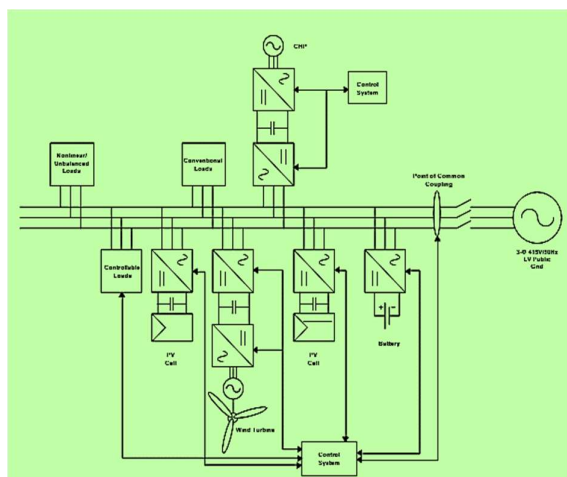 CHP
Control
System
Nonlinear/
Unbalanced
Loads
Conventional
Loads
Point of Common
Coupling
3-Φ 415V/50Hz
LV Public
Grid
Controllable
Loads
PV
Cell
PV
Cell
Battery
Wind Turbine
Control
System